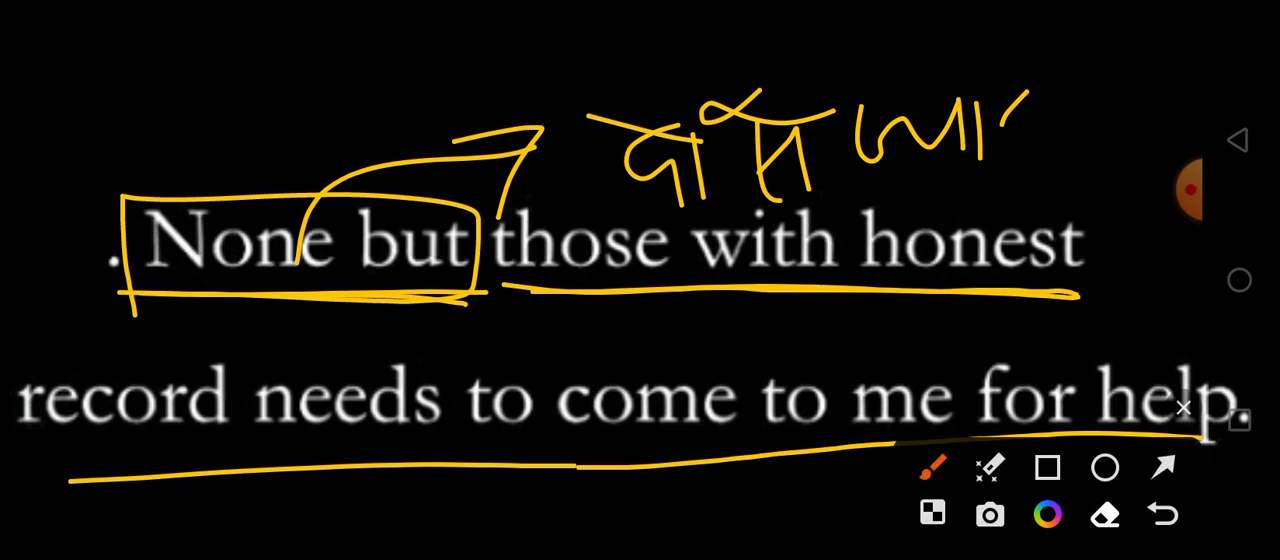 . None but those with honest
record needs to come to me for help.